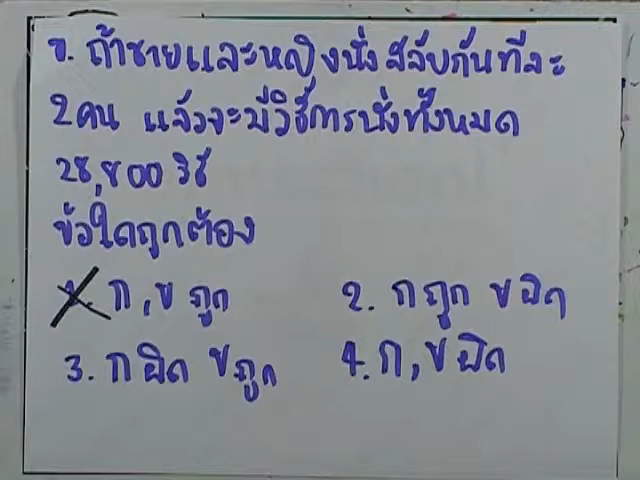 ข. ถ้าชายและหญิงนั่งสลับกันทีละ
2 คน แล้วจะมีวิธีการนั่งทั้งหมด
28,800 วิธี
ข้อใดถูกต้อง
1. ก, ข ถูก 2. ก ถูก ข ผิด
3. ก ผิด ข ถูก 4. ก, ข ผิด